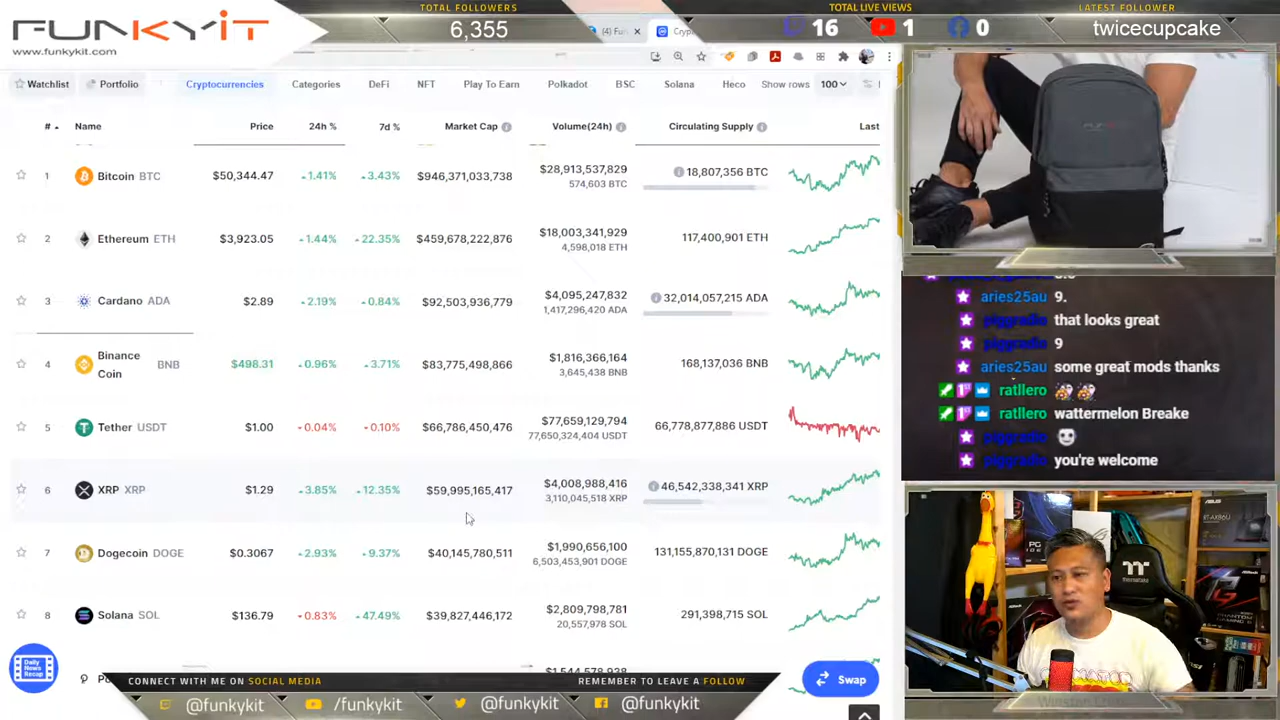 FUNKYKIT
www.funkykit.com
TOTAL FOLLOWERS
6,355
TOTAL LIVE VIEWS
16
1
0
LATEST FOLLOWER
twicecupcake
Watchlist
Portfolio
Cryptocurrencies
Categories
DeFi
NFT
Play To Earn
Polkadot
BSC
Solana
Heco
Show rows
100
# Name Price 24h % 7d % Market Cap Volume(24h) Circulating Supply Last
1 Bitcoin BTC $50,344.47 1.41% 3.43% $946,371,033,738 $28,913,537,829 18,807,356 BTC
574,603 BTC
2 Ethereum ETH $3,923.05 1.44% 22.35% $459,678,222,876 $18,003,341,929 117,400,901 ETH
4,598,018 ETH
3 Cardano ADA $2.89 2.19% 0.84% $92,503,936,779 $4,095,247,832 32,014,057,215 ADA
1,417,296,420 ADA
4 Binance Coin BNB $498.31 0.96% 3.71% $83,775,498,866 $1,816,366,164 168,137,036 BNB
3,645,438 BNB
5 Tether USDT $1.00 0.04% 0.10% $66,786,450,476 $77,659,129,794 66,778,877,886 USDT
77,650,324,404 USDT
6 XRP XRP $1.29 3.85% 12.35% $59,995,165,417 $4,008,988,416 46,542,338,341 XRP
3,110,045,518 XRP
7 Dogecoin DOGE $0.3067 2.93% 9.37% $40,145,780,511 $1,990,656,100 131,155,870,131 DOGE
6,503,453,901 DOGE
8 Solana SOL $136.79 0.83% 47.49% $39,827,446,172 $2,809,798,781 291,398,715 SOL
20,557,978 SOL
Daily News Recap
Swap
aries25au 9.
that looks great
9
aries25au some great mods thanks
ratllero
ratllero wattermelon Breake
you're welcome
CONNECT WITH ME ON SOCIAL MEDIA
REMEMBER TO LEAVE A FOLLOW
@funkykit
/funkykit
@funkykit
@funkykit